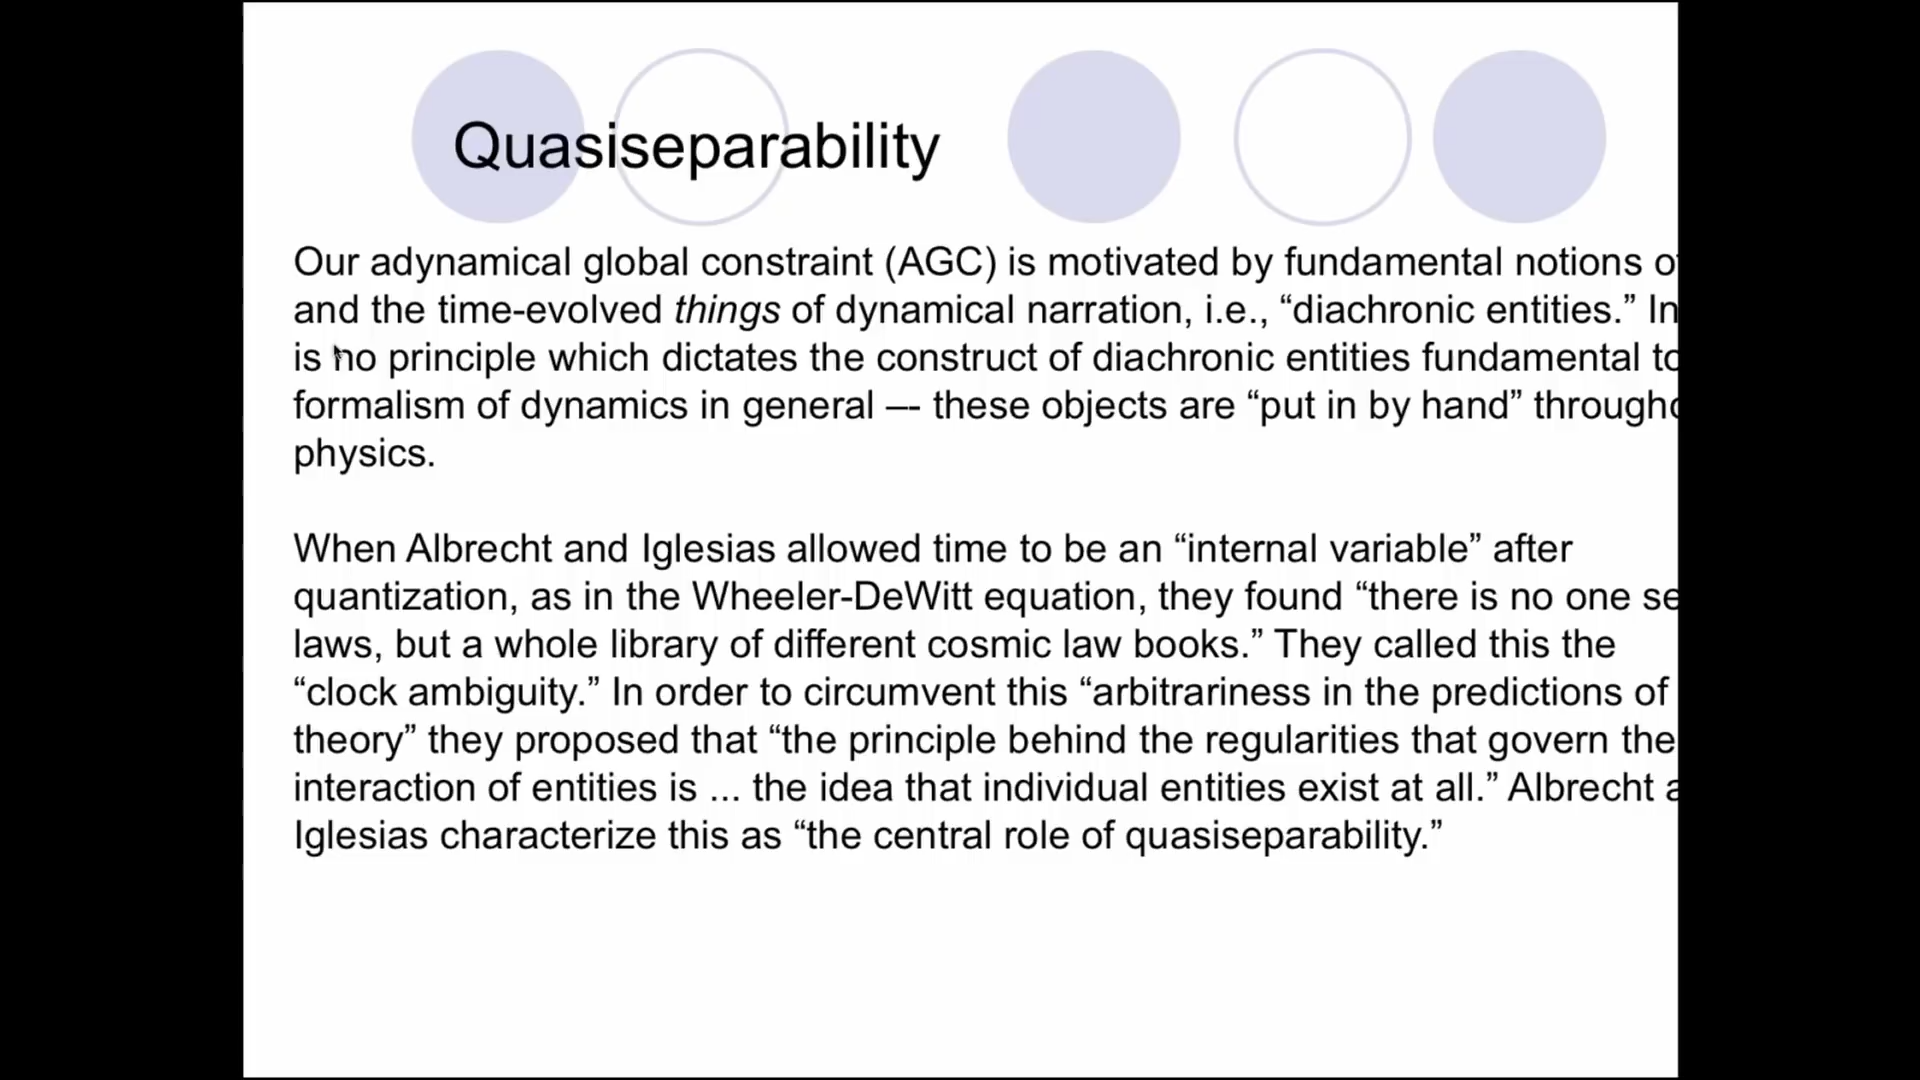 Quasiseparability
Our adynamical global constraint (AGC) is motivated by fundamental notions
and the time-evolved things of dynamical narration, i.e., “diachronic entities.” In
is no principle which dictates the construct of diachronic entities fundamental
formalism of dynamics in general –- these objects are “put in by hand”
physics.
When Albrecht and Iglesias allowed time to be an “internal variable” after
quantization, as in the Wheeler-DeWitt equation, they found “there is no one
laws, but a whole library of different cosmic law books.” They called this the
“clock ambiguity.” In order to circumvent this “arbitrariness in the predictions of
theory” they proposed that “the principle behind the regularities that govern the
interaction of entities is ... the idea that individual entities exist at all.” Albrecht
Iglesias characterize this as “the central role of quasiseparability.”